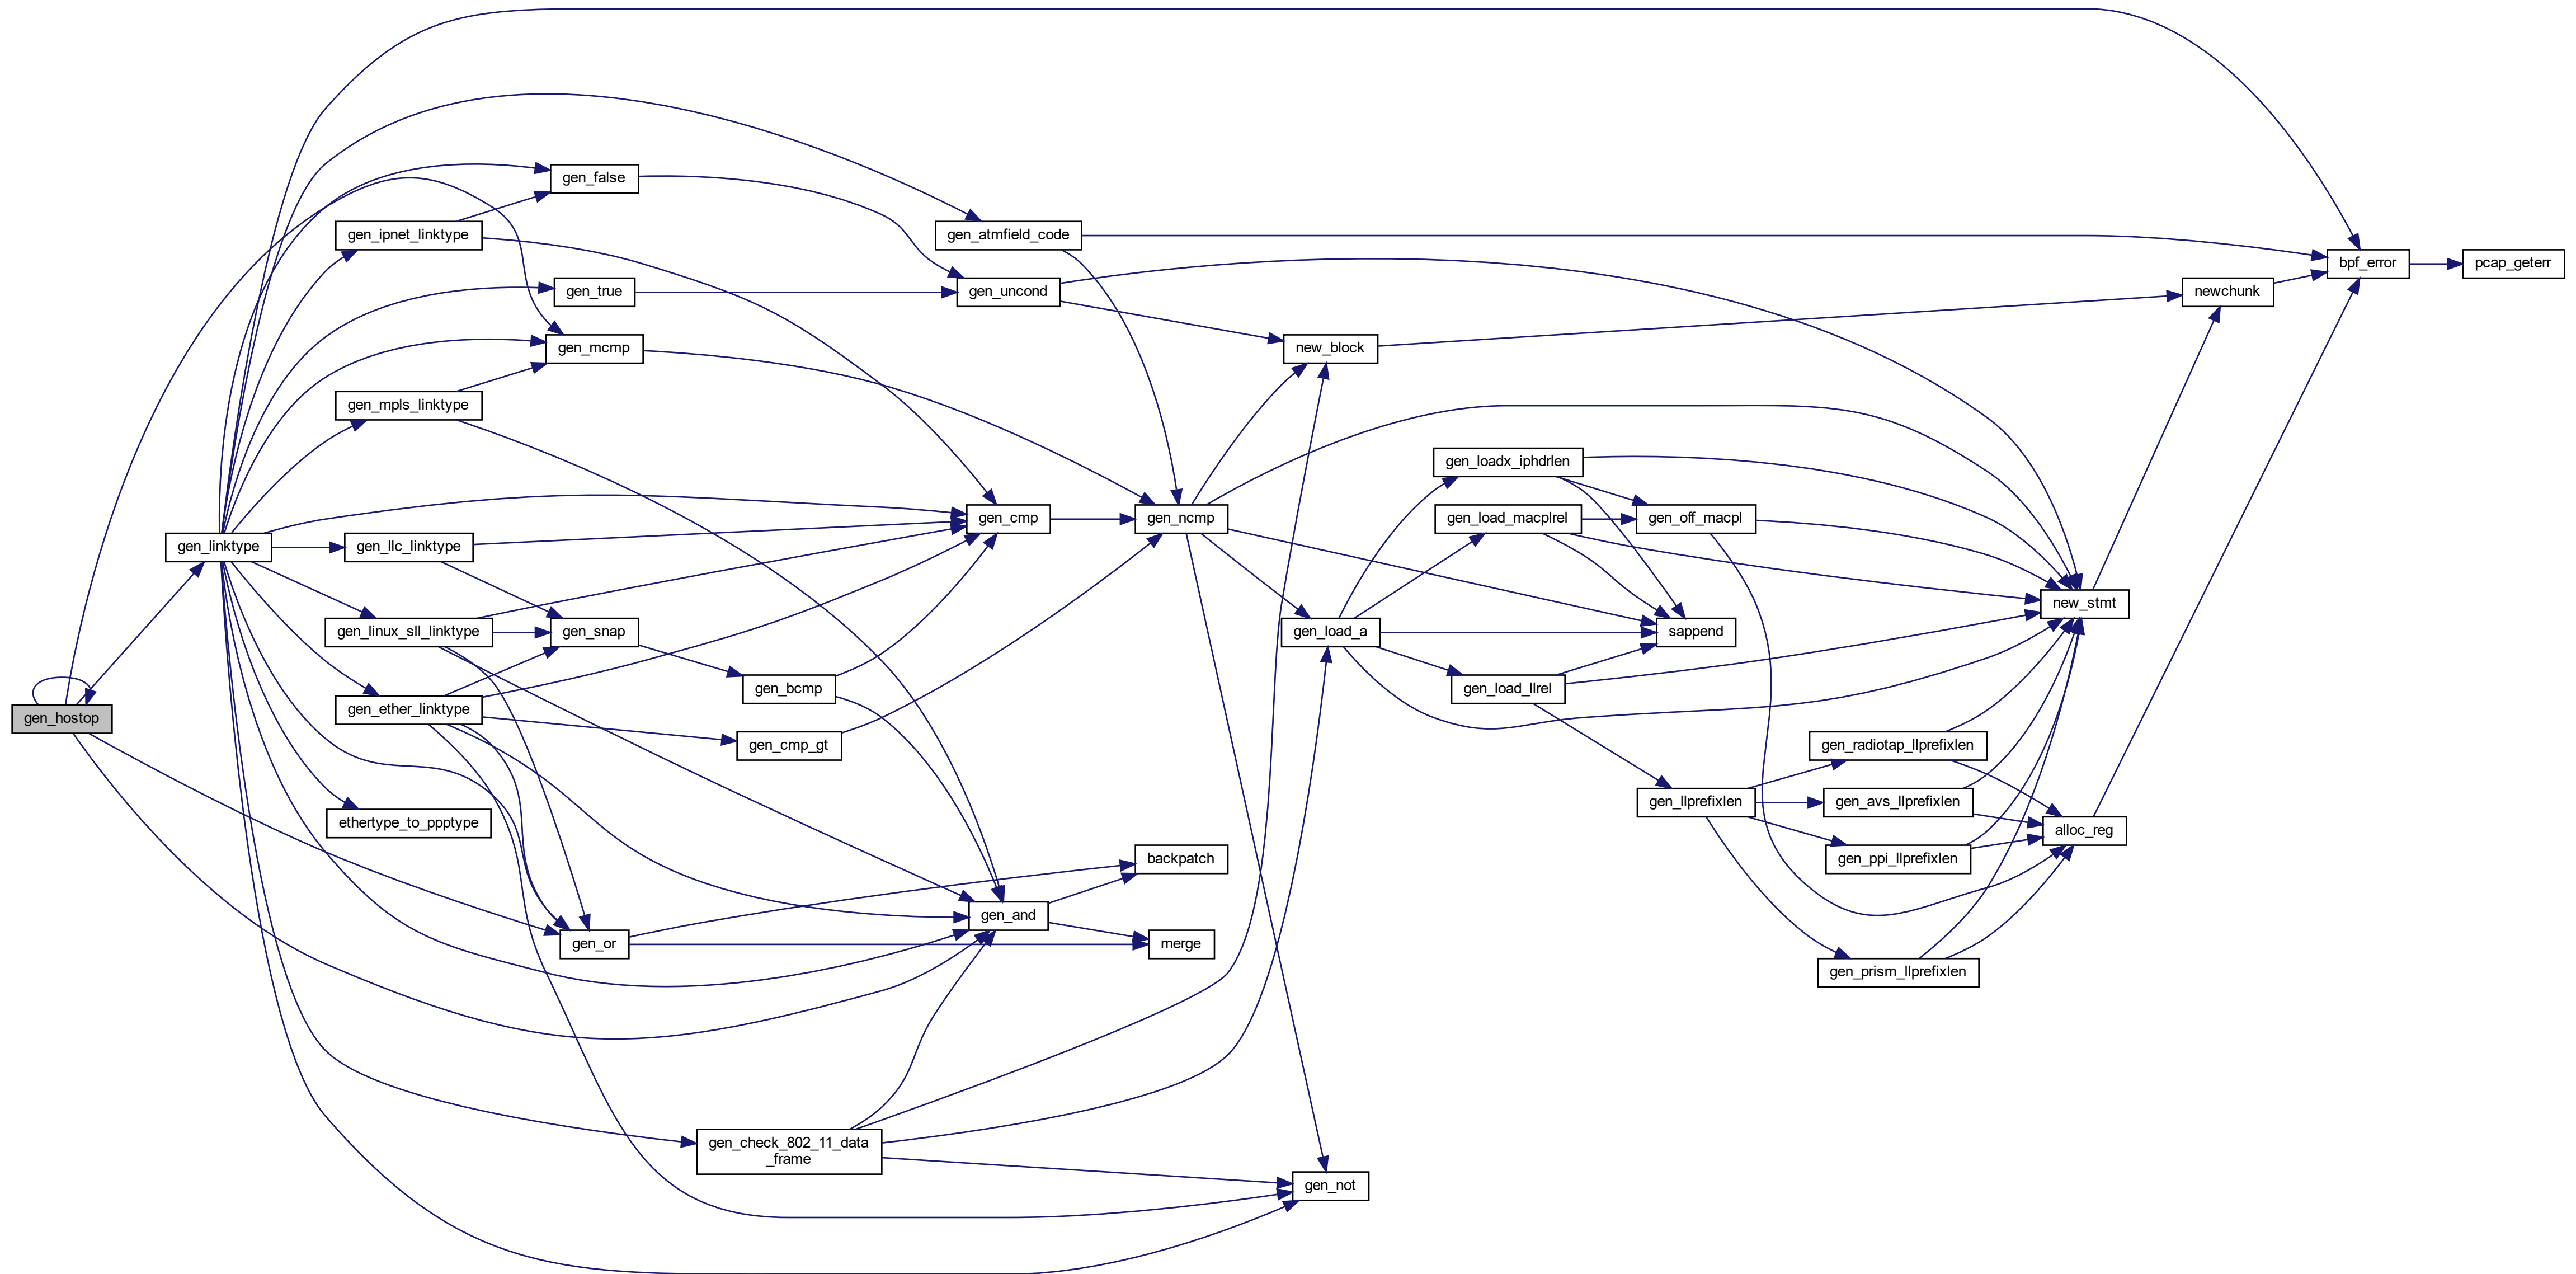 gen_hostop
gen_linktype
gen_ipnet_linktype
gen_mpls_linktype
gen_llc_linktype
gen_linux_sll_linktype
gen_ether_linktype
ethertype_to_ppptype
gen_false
gen_true
gen_mcmp
gen_snap
gen_or
gen_bcmp
gen_cmp_gt
gen_check_802_11_data
_frame
gen_atmfield_code
gen_uncond
gen_cmp
gen_and
gen_ncmp
backpatch
merge
new_block
gen_load_a
gen_not
gen_loadx_iphdrlen
gen_load_macplrel
gen_load_llrel
gen_off_macpl
sappend
gen_llprefixlen
gen_radiotap_llprefixlen
gen_avs_llprefixlen
gen_ppi_llprefixlen
gen_prism_llprefixlen
new_stmt
alloc_reg
newchunk
bpf_error
pcap_geterr